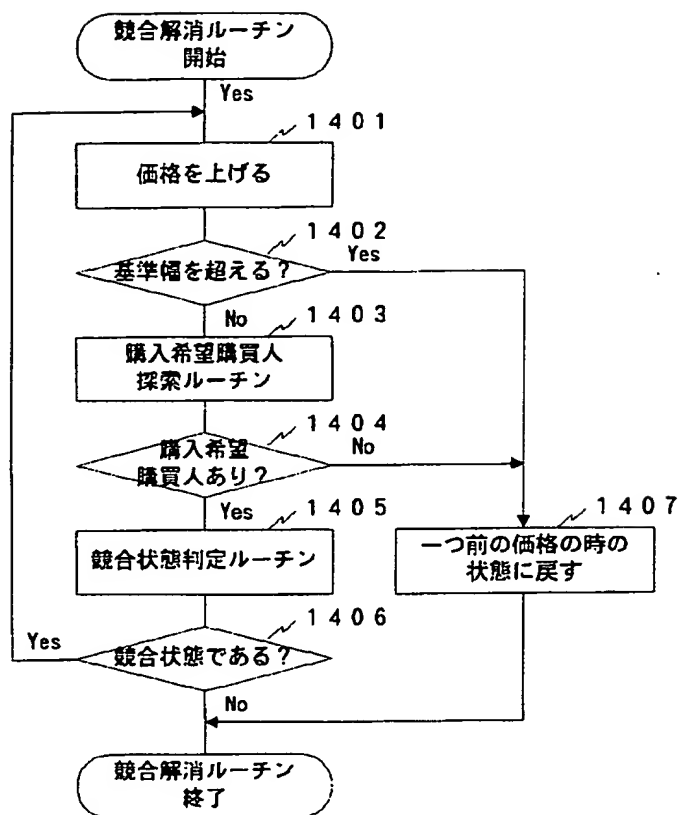 競合解消ルーチン
開始
Yes
1401
価格を上げる
1402
基準幅を超える?
Yes
No
1403
購入希望購買人
探索ルーチン
1404
購入希望
購買人あり?
No
Yes
1405
競合状態判定ルーチン
1407
一つ前の価格の時の
状態に戻す
1406
Yes
競合状態である?
No
競合解消ルーチン
終了